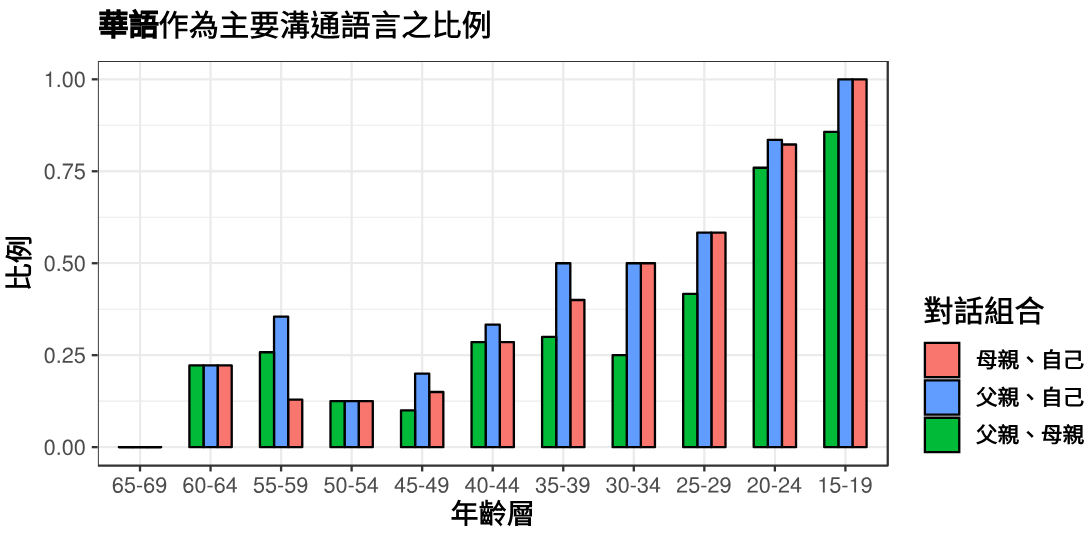 華語作為主要溝通語言之比例
1.00
0.75
0.50
0.25
0.00
比例
65-69 60-64 55-59 50-54 45-49 40-44 35-39 30-34 25-29 20-24 15-19
年齡層
對話組合
母親、自己
父親、自己
父親、母親